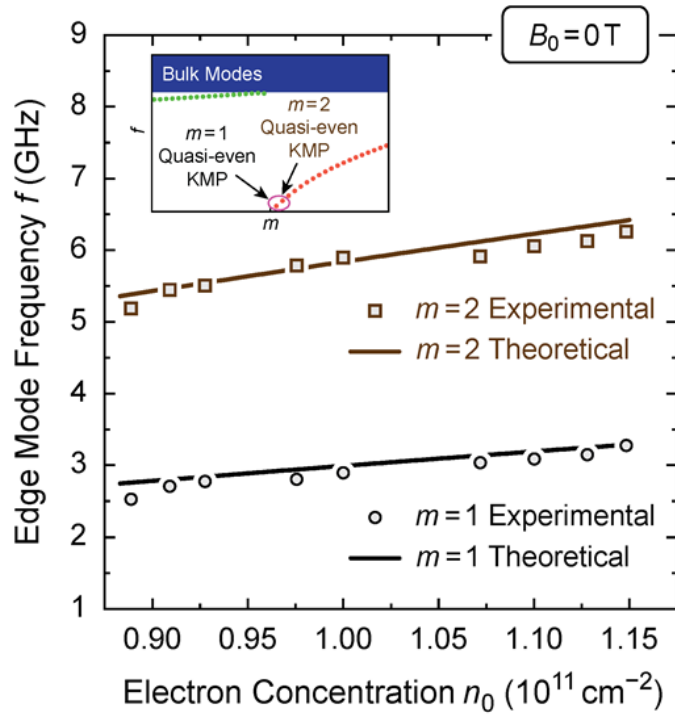 B₀ = 0 T
9
8
7
6
5
4
3
2
1
Edge Mode Frequency f (GHz)
Bulk Modes
f
m = 1
Quasi-even
KMP
m = 2
Quasi-even
KMP
m
m = 2 Experimental
m = 2 Theoretical
m = 1 Experimental
m = 1 Theoretical
0.90 0.95 1.00 1.05 1.10 1.15
Electron Concentration n₀ (10¹¹ cm⁻²)